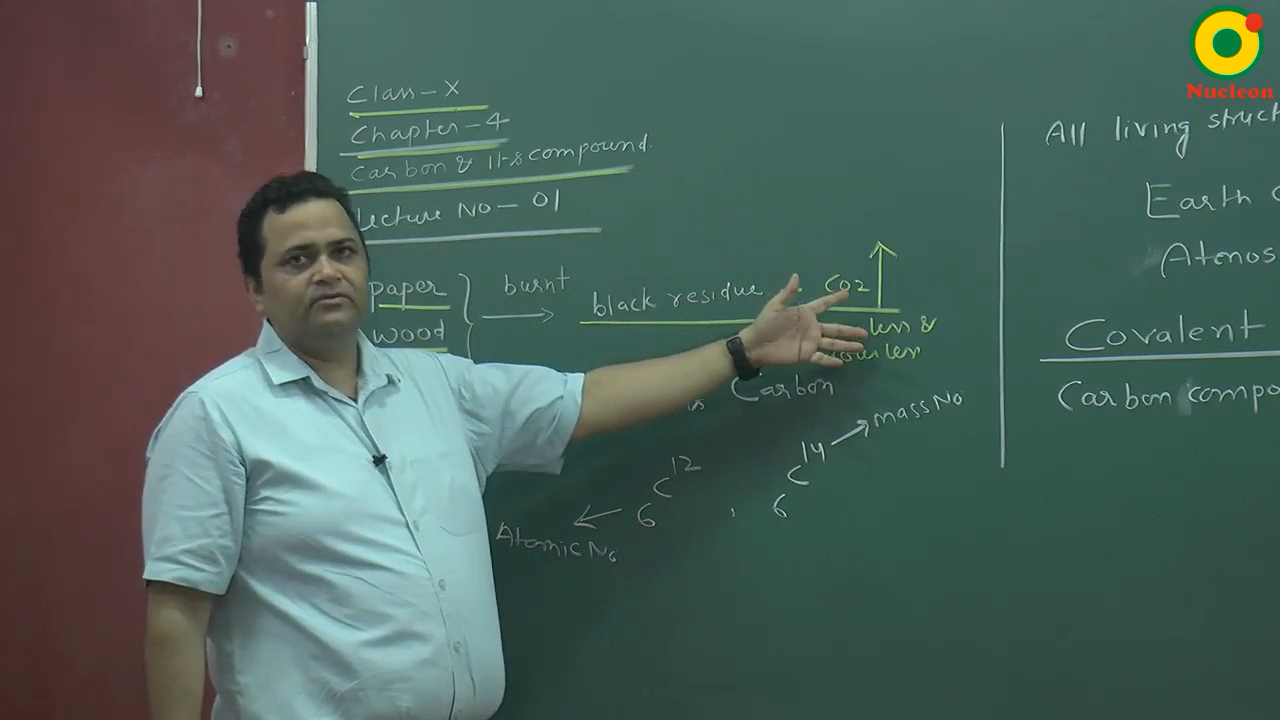 Nucleon
Class-X
Chapter-4
Carbon & Its compound.
Lecture No-01
paper
wood
burnt
black residue
CO2
less &
Carbon
6 C 12 , 6 C 14
mass No
Atomic No
All living struct
Earth
Atmos
Covalent
Carbon compo